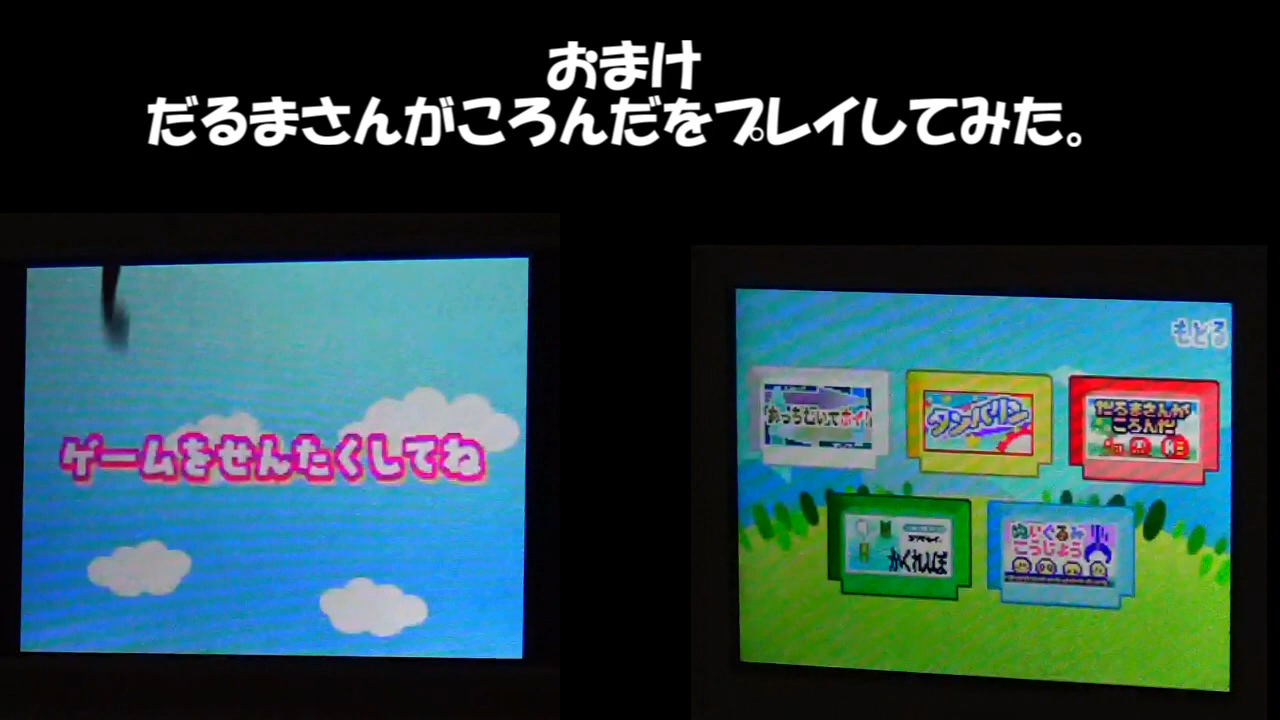 おまけ
だるまさんがころんだをプレイしてみた。
ゲームをせんたくしてね
もどる
あっちむいてホイ!
タンバリン
だるまさんが
ころんだ
かくれんぼ
ぬいぐるみ
こうじょう